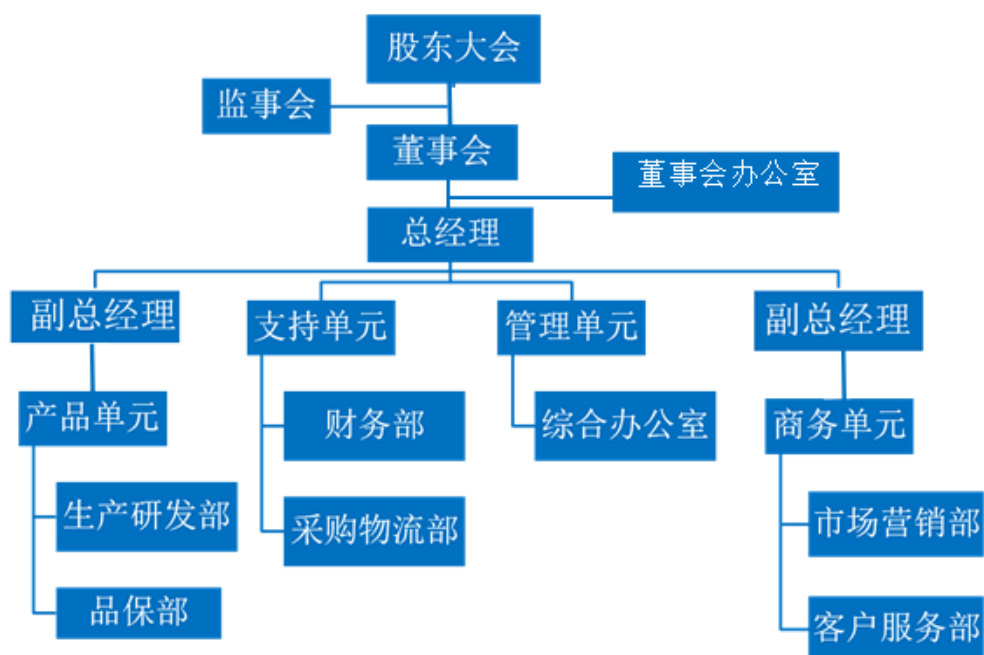 股东大会
监事会
董事会
董事会办公室
总经理
副总经理
支持单元
管理单元
副总经理
产品单元
财务部
综合办公室
商务单元
生产研发部
采购物流部
市场营销部
品保部
客户服务部